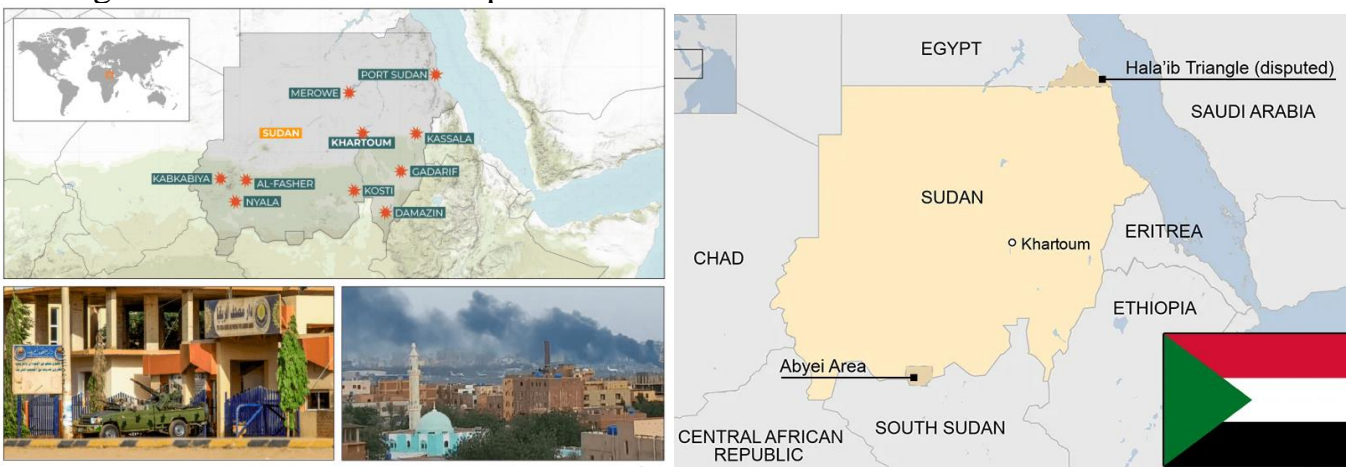 PORT SUDAN
MEROWE
SUDAN
KHARTOUM
KASSALA
KABKABIYA
AL-FASHER
GADARIF
KOSTI
NYALA
DAMAZIN
EGYPT
Hala'ib Triangle (disputed)
SAUDI ARABIA
SUDAN
Khartoum
ERITREA
CHAD
ETHIOPIA
Abyei Area
SOUTH SUDAN
CENTRAL AFRICAN
REPUBLIC